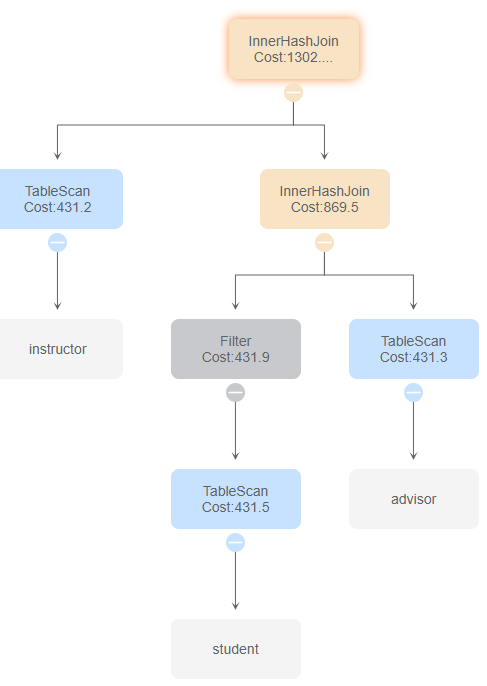 InnerHashJoin
Cost:1302....
TableScan
Cost:431.2
InnerHashJoin
Cost:869.5
instructor
Filter
Cost:431.9
TableScan
Cost:431.3
TableScan
Cost:431.5
advisor
student